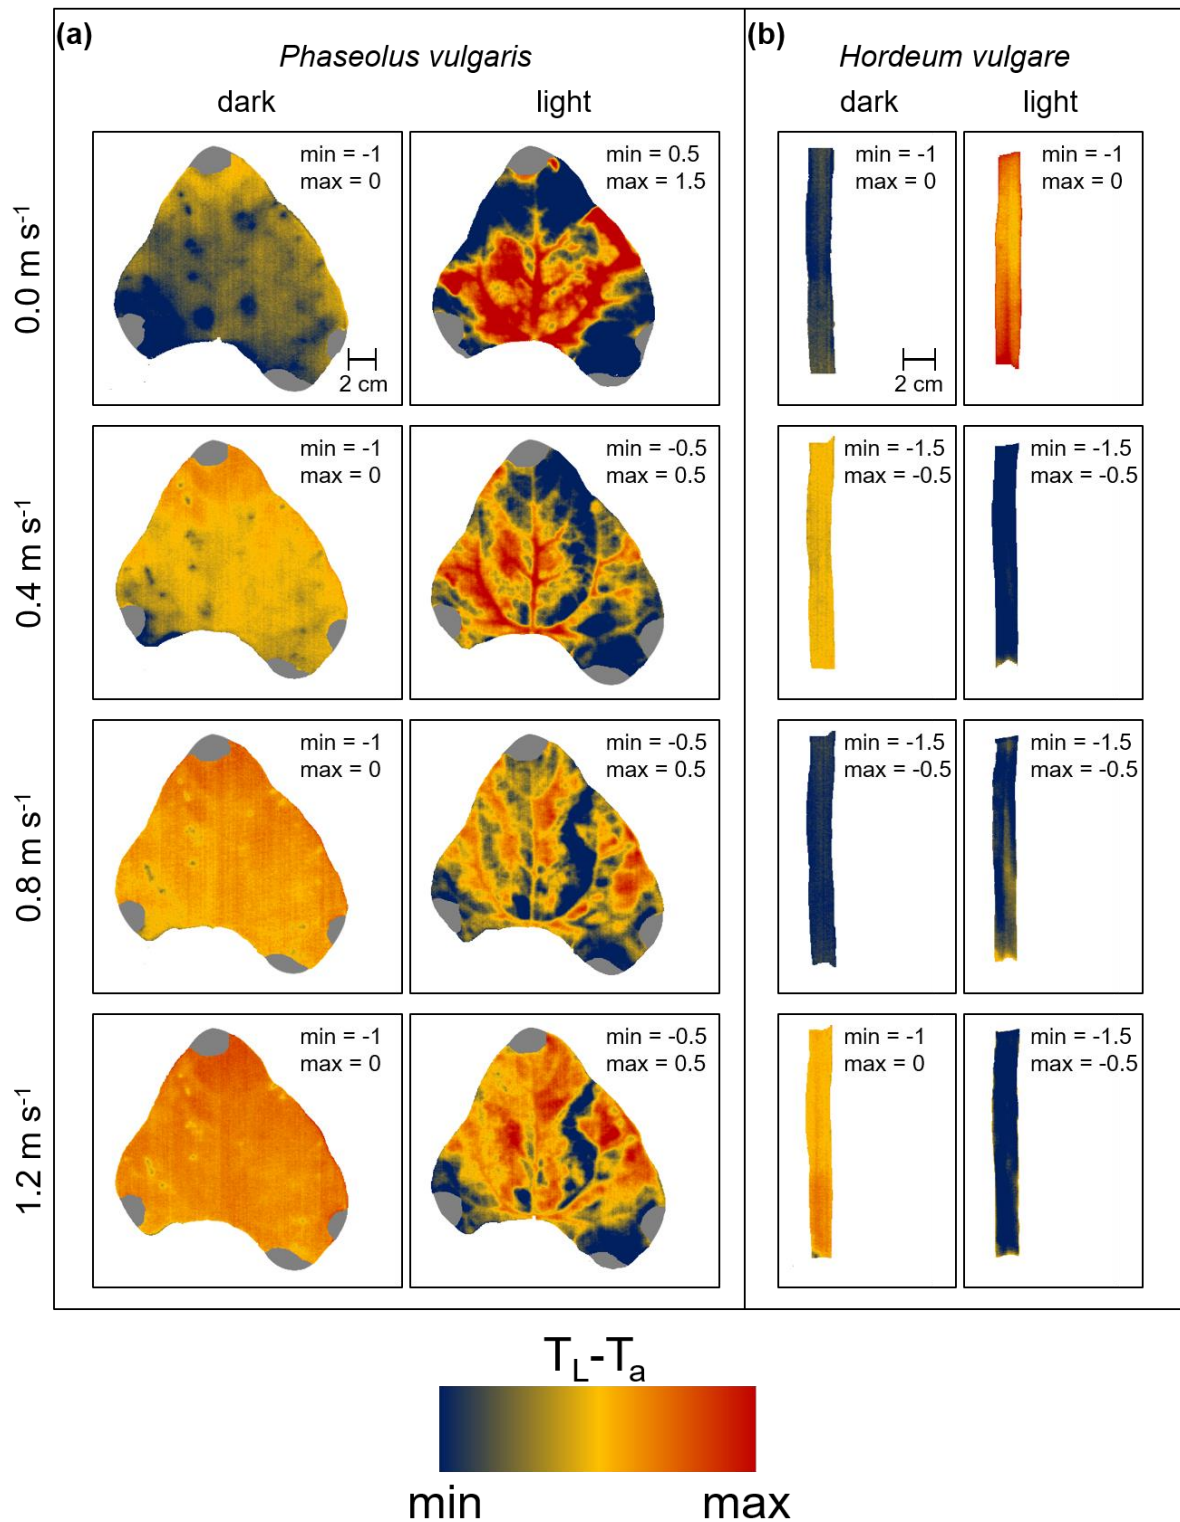 (a)
Phaseolus vulgaris
dark
light
(b)
Hordeum vulgare
dark
light
0.0 m s⁻¹
min = -1
max = 0
2 cm
min = 0.5
max = 1.5
min = -1
max = 0
2 cm
min = -1
max = 0
0.4 m s⁻¹
min = -1
max = 0
min = -0.5
max = 0.5
min = -1.5
max = -0.5
min = -1.5
max = -0.5
0.8 m s⁻¹
min = -1
max = 0
min = -0.5
max = 0.5
min = -1.5
max = -0.5
min = -1.5
max = -0.5
1.2 m s⁻¹
min = -1
max = 0
min = -0.5
max = 0.5
min = -1
max = 0
min = -1.5
max = -0.5
T_L-T_a
min
max